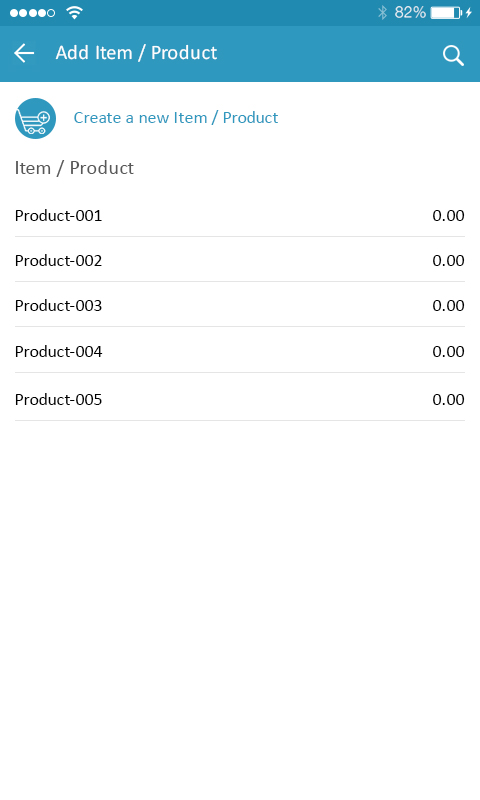 82%
Add Item / Product
Create a new Item / Product
Item / Product
Product-001 0.00
Product-002 0.00
Product-003 0.00
Product-004 0.00
Product-005 0.00